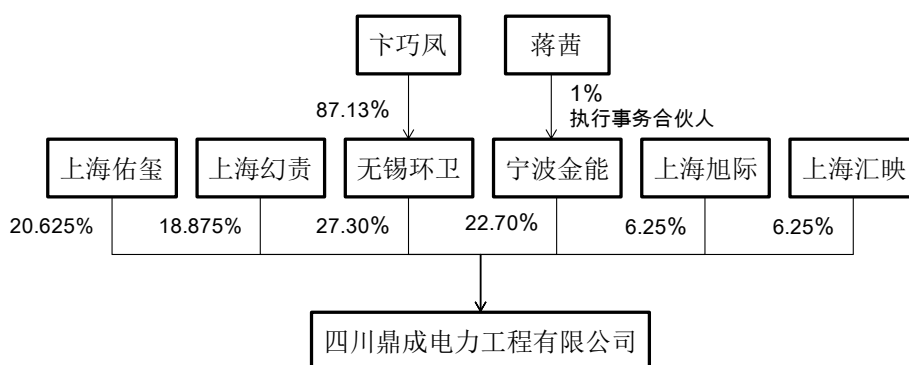 卞巧凤
蒋茜
87.13%
1%
执行事务合伙人
上海佑玺
上海幻责
无锡环卫
宁波金能
上海旭际
上海汇映
20.625%
18.875%
27.30%
22.70%
6.25%
6.25%
四川鼎成电力工程有限公司